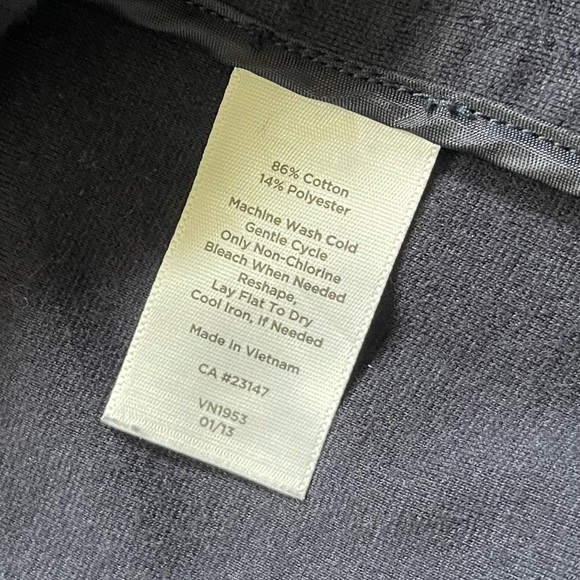 86% Cotton
14% Polyester
Machine Wash Cold
Gentle Cycle
Only Non-Chlorine
Bleach When Needed
Reshape,
Lay Flat To Dry
Cool Iron, If Needed
Made in Vietnam
CA #23147
VN1953
01/13